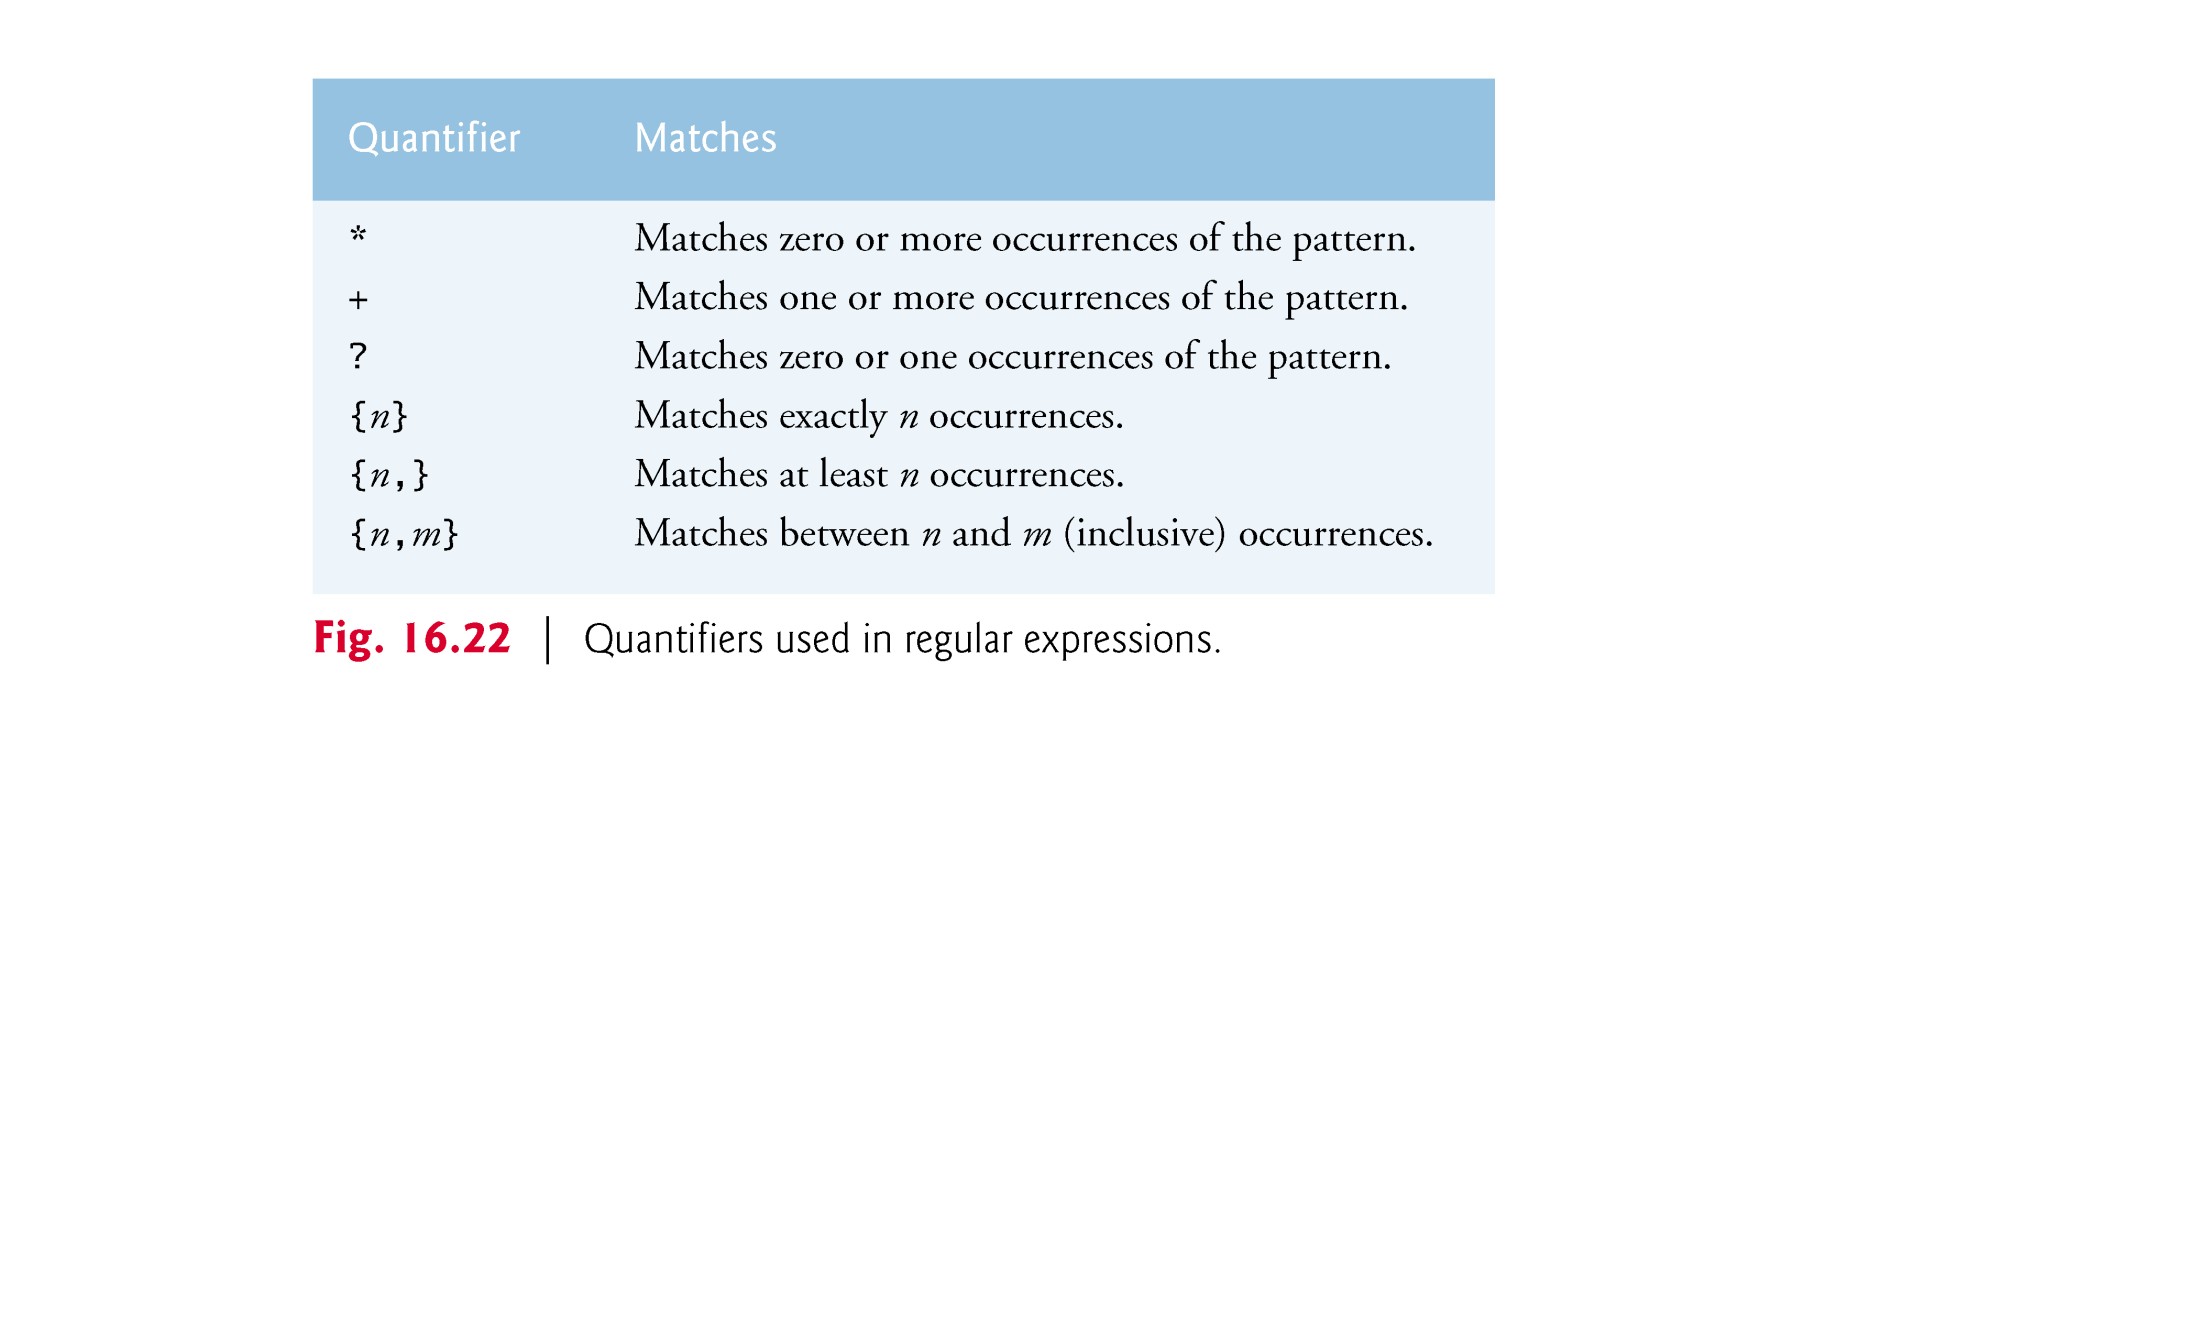 Quantifier Matches
* Matches zero or more occurrences of the pattern.
+ Matches one or more occurrences of the pattern.
? Matches zero or one occurrences of the pattern.
{n} Matches exactly n occurrences.
{n,} Matches at least n occurrences.
{n,m} Matches between n and m (inclusive) occurrences.
Fig. 16.22 | Quantifiers used in regular expressions.